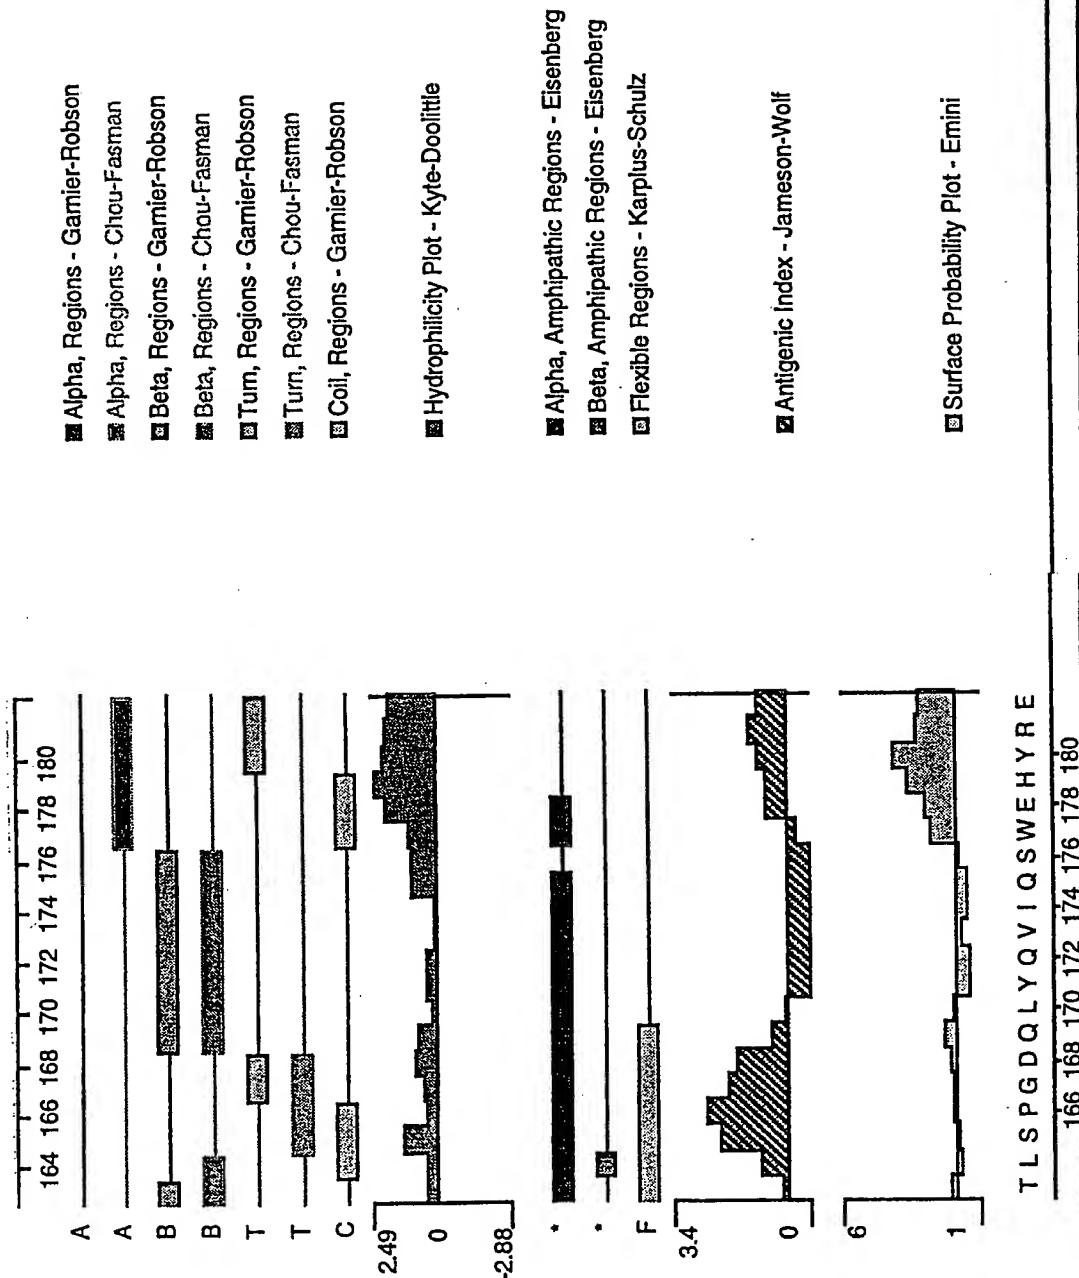 Alpha, Regions - Garnier-Robson
Alpha, Regions - Chou-Fasman
Beta, Regions - Garnier-Robson
Beta, Regions - Chou-Fasman
Turn, Regions - Garnier-Robson
Turn, Regions - Chou-Fasman
Coil, Regions - Garnier-Robson
Hydrophilicity Plot - Kyte-Doolittle
Alpha, Amphipathic Regions - Eisenberg
Beta, Amphipathic Regions - Eisenberg
Flexible Regions - Karplus-Schulz
Antigenic Index - Jameson-Wolf
Surface Probability Plot - Emini
164 166 168 170 172 174 176 178 180
A
A
B
B
T
T
C
2.49
0
-2.88
*
*
F
3.4
0
6
1
T L S P G D Q L Y Q V I Q S W E H Y R E
166 168 170 172 174 176 178 180